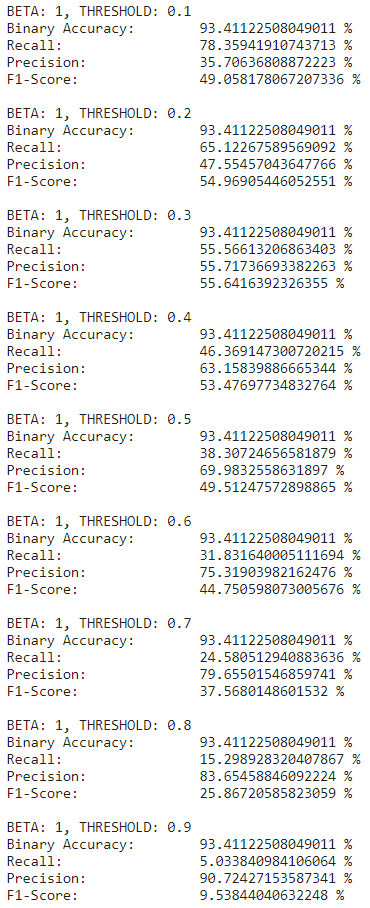 BETA: 1, THRESHOLD: 0.1
Binary Accuracy: 93.41122508049011 %
Recall: 78.35941910743713 %
Precision: 35.70636808872223 %
F1-Score: 49.058178067207336 %
BETA: 1, THRESHOLD: 0.2
Binary Accuracy: 93.41122508049011 %
Recall: 65.12267589569092 %
Precision: 47.55457043647766 %
F1-Score: 54.96905446052551 %
BETA: 1, THRESHOLD: 0.3
Binary Accuracy: 93.41122508049011 %
Recall: 55.56613206863403 %
Precision: 55.71736693382263 %
F1-Score: 55.6416392326355 %
BETA: 1, THRESHOLD: 0.4
Binary Accuracy: 93.41122508049011 %
Recall: 46.369147300720215 %
Precision: 63.15839886665344 %
F1-Score: 53.47697734832764 %
BETA: 1, THRESHOLD: 0.5
Binary Accuracy: 93.41122508049011 %
Recall: 38.30724656581879 %
Precision: 69.9832558631897 %
F1-Score: 49.51247572898865 %
BETA: 1, THRESHOLD: 0.6
Binary Accuracy: 93.41122508049011 %
Recall: 31.831640005111694 %
Precision: 75.31903982162476 %
F1-Score: 44.750598073005676 %
BETA: 1, THRESHOLD: 0.7
Binary Accuracy: 93.41122508049011 %
Recall: 24.580512940883636 %
Precision: 79.65501546859741 %
F1-Score: 37.5680148601532 %
BETA: 1, THRESHOLD: 0.8
Binary Accuracy: 93.41122508049011 %
Recall: 15.298928320407867 %
Precision: 83.65458846092224 %
F1-Score: 25.86720585823059 %
BETA: 1, THRESHOLD: 0.9
Binary Accuracy: 93.41122508049011 %
Recall: 5.033840984106064 %
Precision: 90.72427153587341 %
F1-Score: 9.53844040632248 %